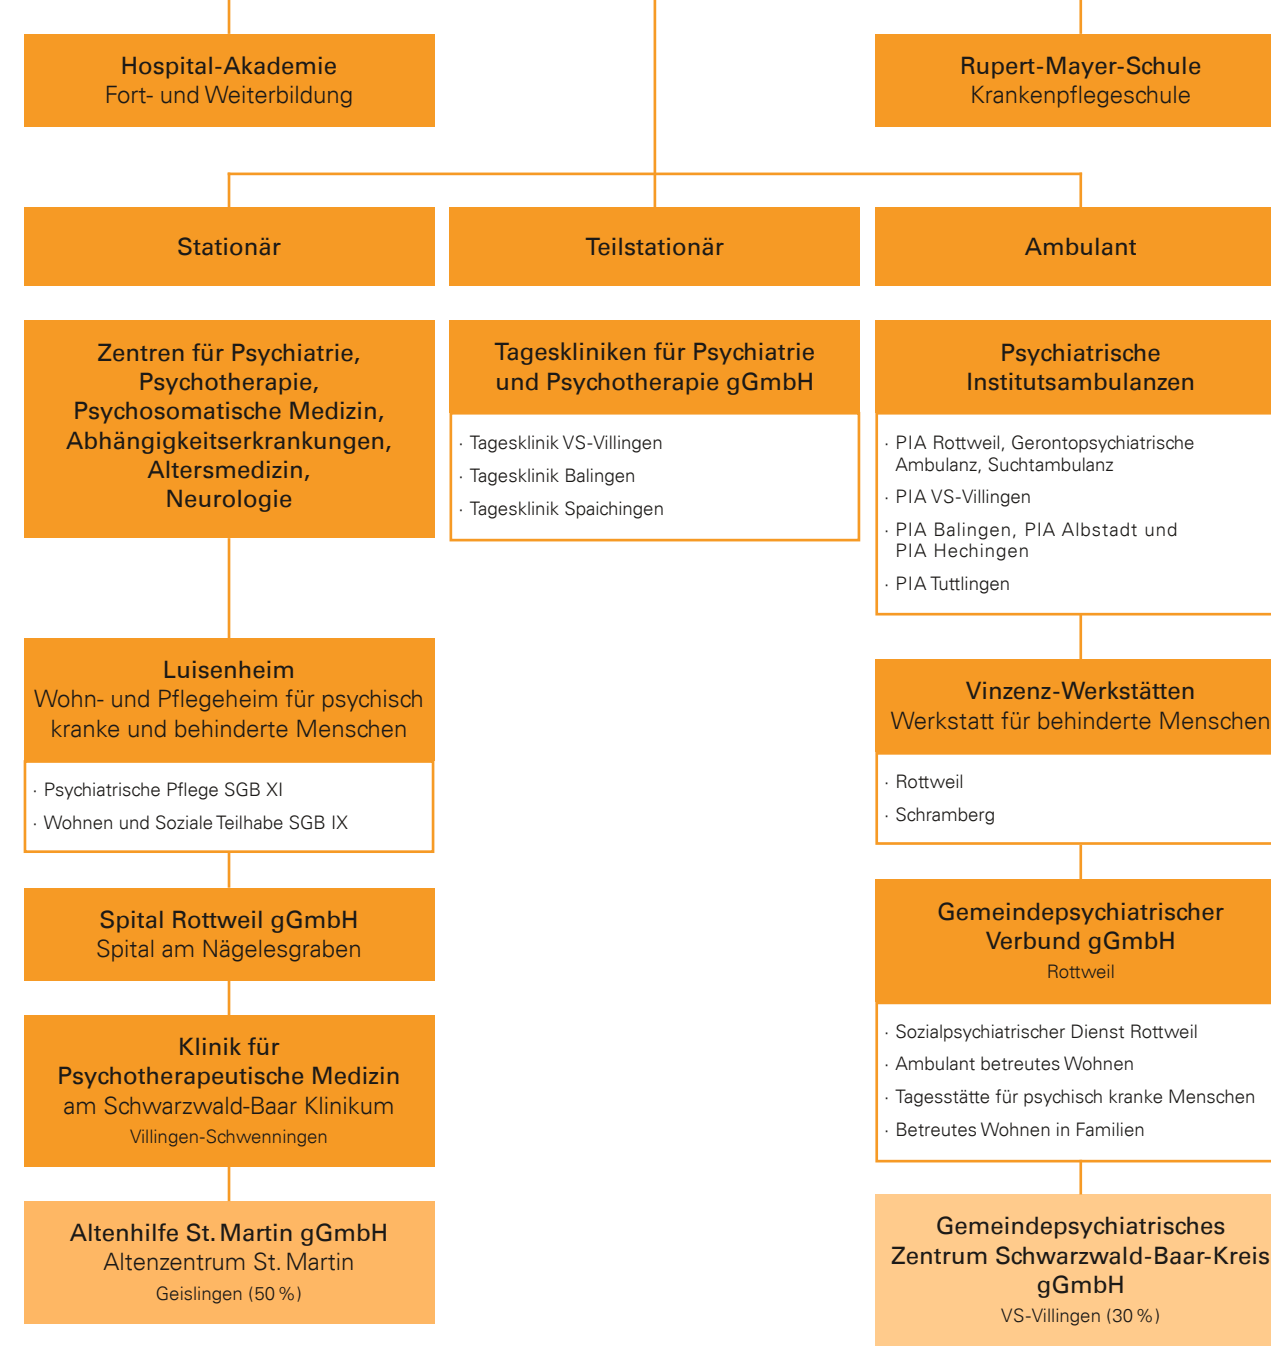 Hospital-Akademie
Fort- und Weiterbildung
Rupert-Mayer-Schule
Krankenpflegeschule
Stationär
Teilstationär
Ambulant
Zentren für Psychiatrie,
Psychotherapie,
Psychosomatische Medizin,
Abhängigkeitserkrankungen,
Altersmedizin,
Neurologie
Luisenheim
Wohn- und Pflegeheim für psychisch
kranke und behinderte Menschen
· Psychiatrische Pflege SGB XI
· Wohnen und Soziale Teilhabe SGB IX
Spital Rottweil gGmbH
Spital am Nägelesgraben
Klinik für
Psychotherapeutische Medizin
am Schwarzwald-Baar Klinikum
Villingen-Schwenningen
Altenhilfe St. Martin gGmbH
Altenzentrum St. Martin
Geislingen (50 %)
Tageskliniken für Psychiatrie
und Psychotherapie gGmbH
· Tagesklinik VS-Villingen
· Tagesklinik Balingen
· Tagesklinik Spaichingen
Psychiatrische
Institutsambulanzen
· PIA Rottweil, Gerontopsychiatrische
Ambulanz, Suchtambulanz
· PIA VS-Villingen
· PIA Balingen, PIA Albstadt und
PIA Hechingen
· PIA Tuttlingen
Vinzenz-Werkstätten
Werkstatt für behinderte Menschen
· Rottweil
· Schramberg
Gemeindepsychiatrischer
Verbund gGmbH
Rottweil
· Sozialpsychiatrischer Dienst Rottweil
· Ambulant betreutes Wohnen
· Tagesstätte für psychisch kranke Menschen
· Betreutes Wohnen in Familien
Gemeindepsychiatrisches
Zentrum Schwarzwald-Baar-Kreis
gGmbH
VS-Villingen (30 %)